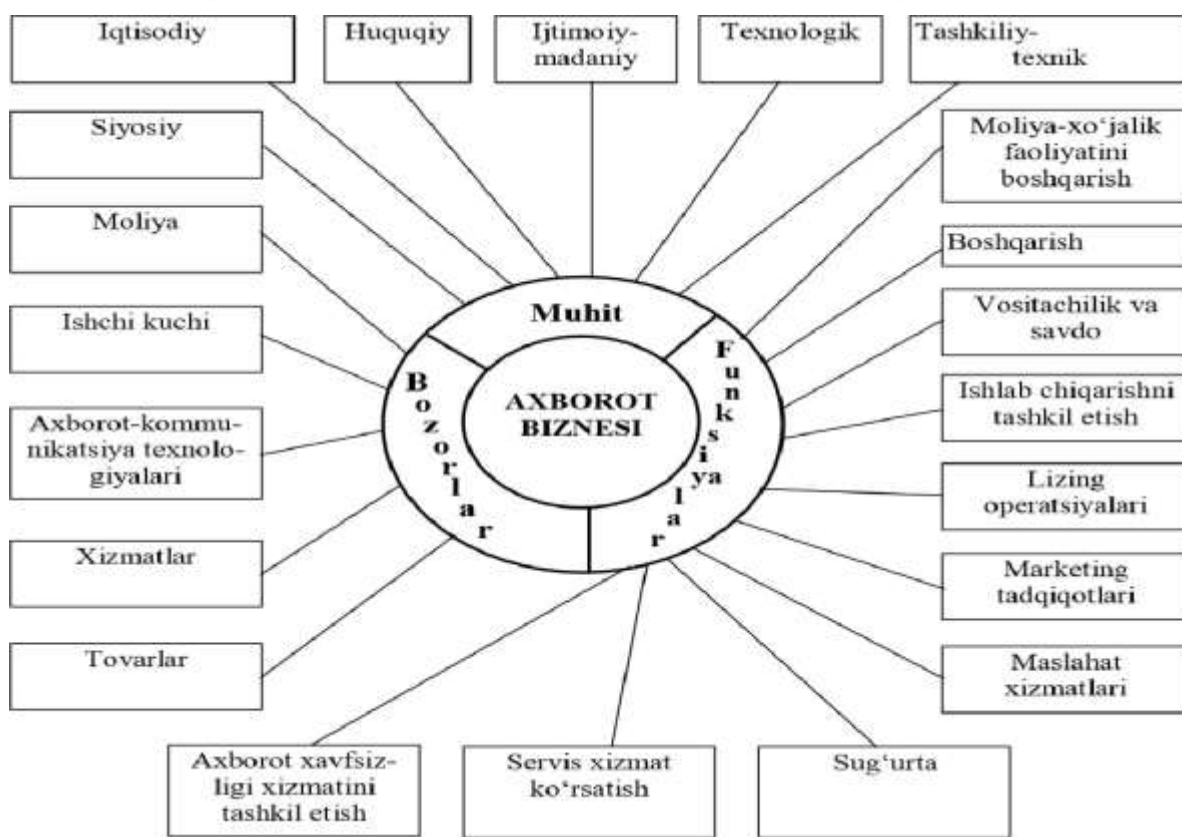 Iqtisodiy
Huquqiy
Ijtimoiy-
madaniy
Texnologik
Tashkiliy-
texnik
Siyosiy
Moliya
Ishchi kuchi
Axborot-kommu-
nikatsiya texnolo-
giyalari
Xizmatlar
Tovarlar
Muhit
Bozorlar
Funksiyalar
AXBOROT
BIZNESI
Moliya-xo‘jalik
faoliyatini
boshqarish
Boshqarish
Vositachilik va
savdo
Ishlab chiqarishni
tashkil etish
Lizing
operatsiyalari
Marketing
tadqiqotlari
Maslahat
xizmatlari
Axborot xavfsiz-
ligi xizmatini
tashkil etish
Servis xizmat
ko‘rsatish
Sug‘urta